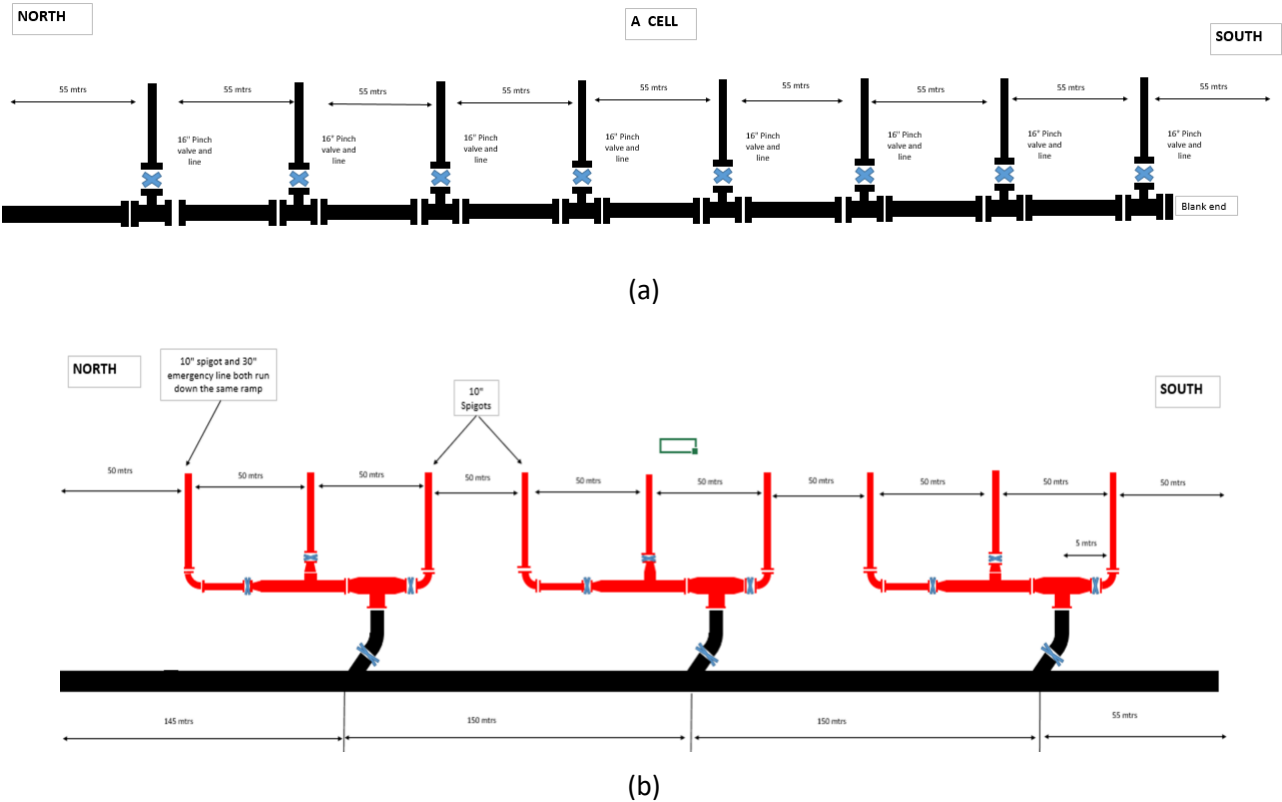 NORTH
A CELL
SOUTH
55 mtrs
55 mtrs
55 mtrs
55 mtrs
55 mtrs
55 mtrs
55 mtrs
55 mtrs
55 mtrs
16" Pinch
valve and
line
16" Pinch
valve and
line
16" Pinch
valve and
line
16" Pinch
valve and
line
16" Pinch
valve and
line
16" Pinch
valve and
line
16" Pinch
valve and
line
16" Pinch
valve and
line
Blank end
(a)
NORTH
10" spigot and 30"
emergency line both run
down the same ramp
10"
Spigots
SOUTH
50 mtrs
50 mtrs
50 mtrs
50 mtrs
50 mtrs
50 mtrs
50 mtrs
50 mtrs
50 mtrs
50 mtrs
5 mtrs
145 mtrs
150 mtrs
150 mtrs
55 mtrs
(b)